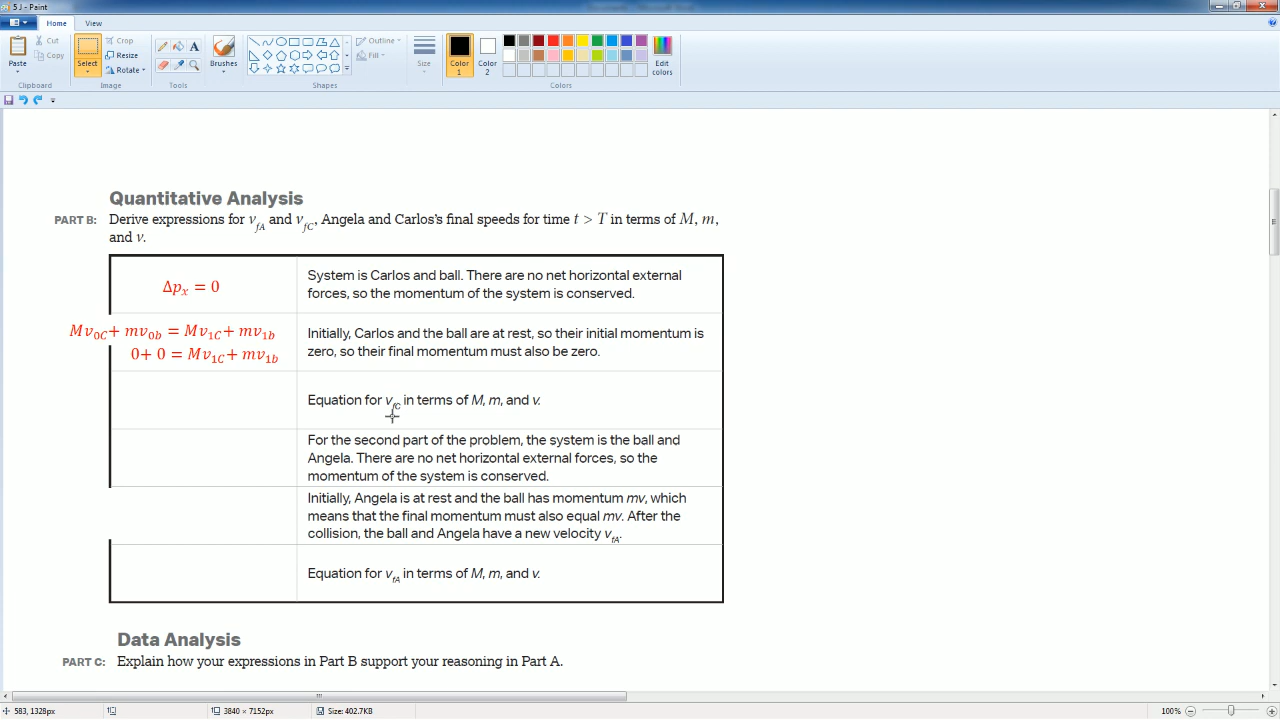 5 J - Paint
Home
View
Paste
Cut
Copy
Clipboard
Select
Crop
Resize
Rotate
Image
Tools
Brushes
Shapes
Outline
Fill
Size
Color 1
Color 2
Edit colors
Colors
Quantitative Analysis
PART B: Derive expressions for v_fA and v_fC, Angela and Carlos's final speeds for time t > T in terms of M, m,
and v.
Δp_x = 0
System is Carlos and ball. There are no net horizontal external
forces, so the momentum of the system is conserved.
Mv_0C + mv_0b = Mv_1C + mv_1b
0 + 0 = Mv_1C + mv_1b
Initially, Carlos and the ball are at rest, so their initial momentum is
zero, so their final momentum must also be zero.
Equation for v_fC in terms of M, m, and v.
For the second part of the problem, the system is the ball and
Angela. There are no net horizontal external forces, so the
momentum of the system is conserved.
Initially, Angela is at rest and the ball has momentum mv, which
means that the final momentum must also equal mv. After the
collision, the ball and Angela have a new velocity v_fA.
Equation for v_fA in terms of M, m, and v.
Data Analysis
PART C: Explain how your expressions in Part B support your reasoning in Part A.
583, 1328px
3840 × 7152px
Size: 402.7KB
100%